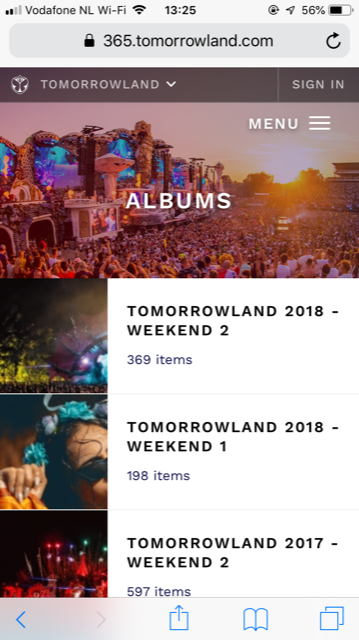 Vodafone NL Wi-Fi 13:25 56%
365.tomorrowland.com
TOMORROWLAND SIGN IN
MENU
ALBUMS
TOMORROWLAND 2018 -
WEEKEND 2
369 items
TOMORROWLAND 2018 -
WEEKEND 1
198 items
TOMORROWLAND 2017 -
WEEKEND 2
597 items